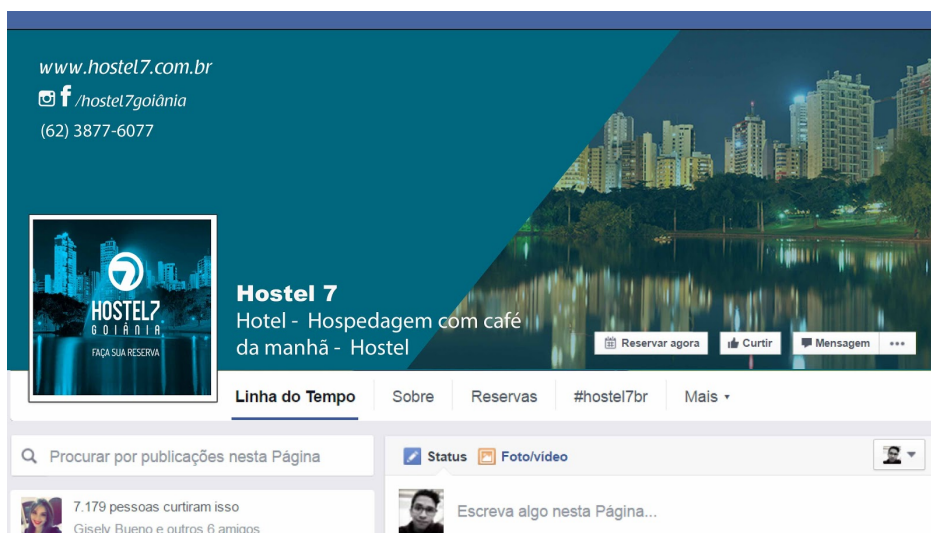 www.hostel7.com.br
f /hostel7goiânia
(62) 3877-6077
7
HOSTEL7
GOIÂNIA
FAÇA SUA RESERVA
Hostel 7
Hotel - Hospedagem com café
da manhã - Hostel
Reservar agora Curtir Mensagem •••
Linha do Tempo Sobre Reservas #hostel7br Mais
Procurar por publicações nesta Página
Status Foto/vídeo
7.179 pessoas curtiram isso
Gisely Bueno e outros 6 amigos
Escreva algo nesta Página...